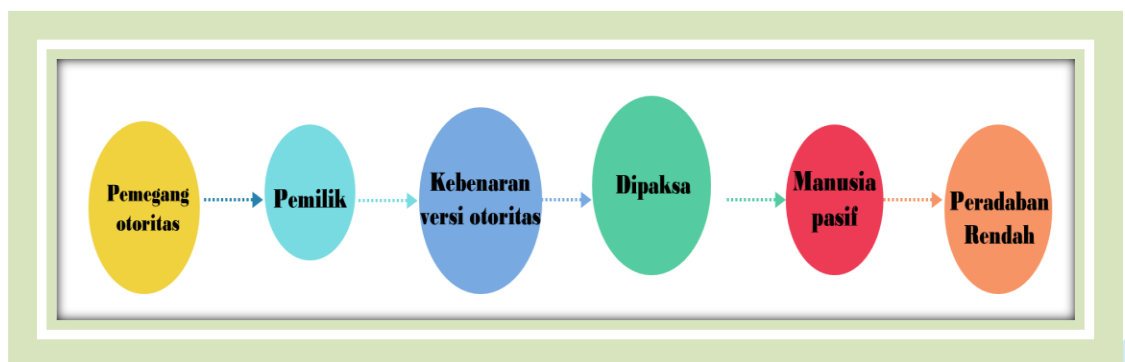 Pemegang
otoritas
Pemilik
Kebenaran
versi otoritas
Dipaksa
Manusia
pasif
Peradaban
Rendah